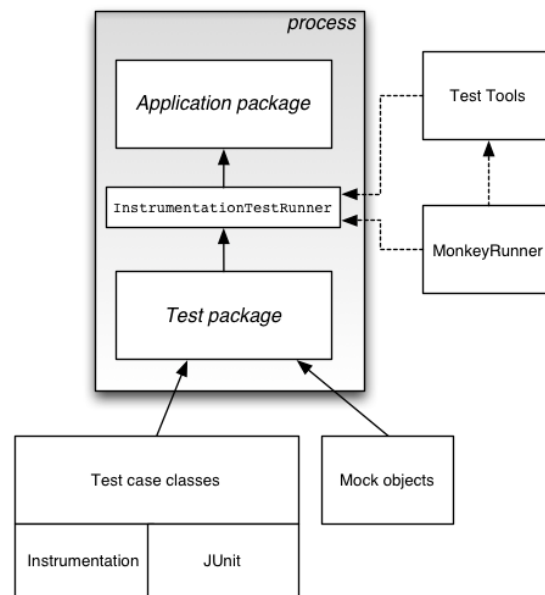 process
Application package
Test Tools
InstrumentationTestRunner
MonkeyRunner
Test package
Test case classes
Mock objects
Instrumentation
JUnit